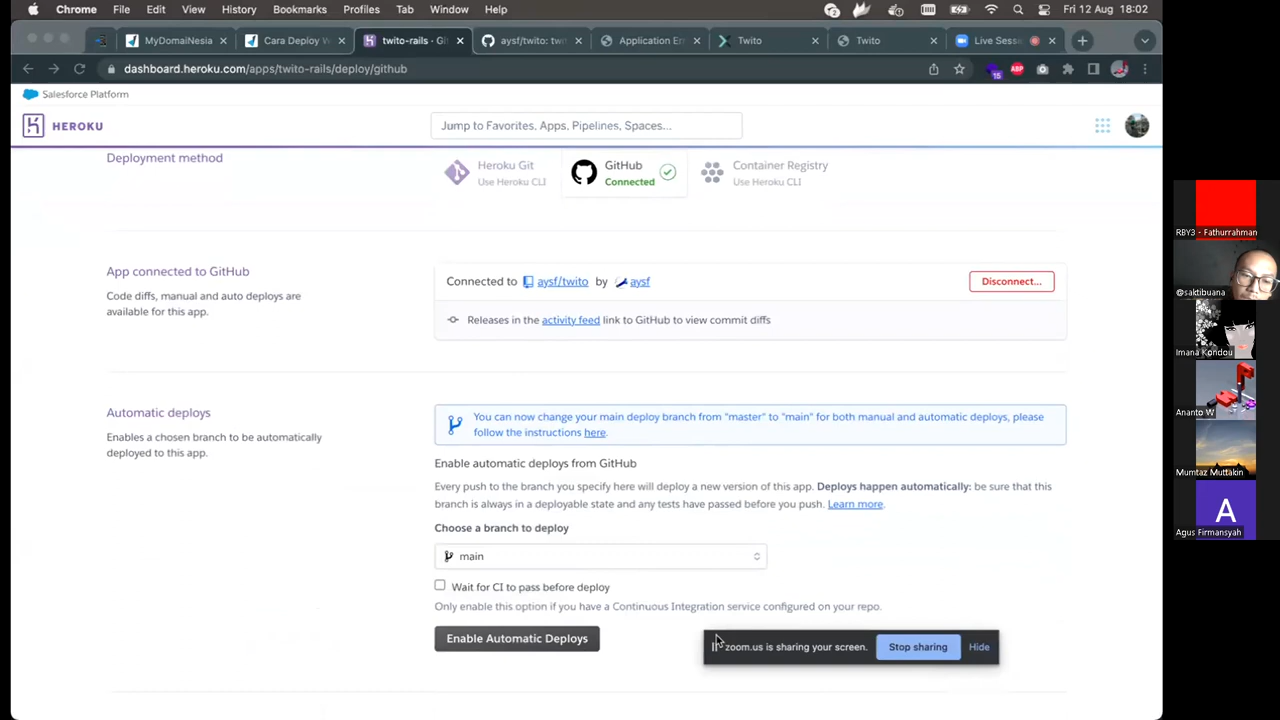 Chrome File Edit View History Bookmarks Profiles Tab Window Help
2
Fri 12 Aug 18:02
MyDomaiNesia
Cara Deploy W
twito-rails · Gi
aysf/twito: tw
Application Er
Twito
Twito
Live Sess
dashboard.heroku.com/apps/twito-rails/deploy/github
15
ABP
Salesforce Platform
HEROKU
Jump to Favorites, Apps, Pipelines, Spaces...
Deployment method
Heroku Git
Use Heroku CLI
GitHub
Connected
Container Registry
Use Heroku CLI
App connected to GitHub
Code diffs, manual and auto deploys are
available for this app.
Connected to aysf/twito by aysf
Disconnect...
Releases in the activity feed link to GitHub to view commit diffs
Automatic deploys
Enables a chosen branch to be automatically
deployed to this app.
You can now change your main deploy branch from "master" to "main" for both manual and automatic deploys, please
follow the instructions here.
Enable automatic deploys from GitHub
Every push to the branch you specify here will deploy a new version of this app. Deploys happen automatically: be sure that this
branch is always in a deployable state and any tests have passed before you push. Learn more.
Choose a branch to deploy
main
Wait for CI to pass before deploy
Only enable this option if you have a Continuous Integration service configured on your repo.
Enable Automatic Deploys
zoom.us is sharing your screen.
Stop sharing
Hide
RBY3 - Fathurrahman
@saktibuana
Imana Kondou
Ananto W
Mumtaz Muttakin
A
Agus Firmansyah